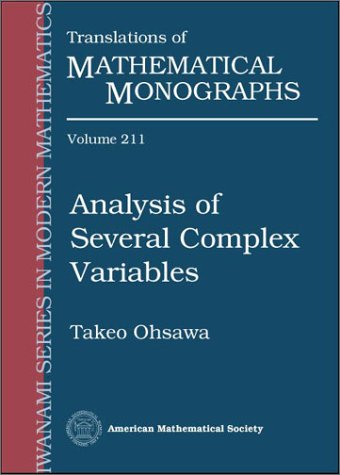 IWANAMI SERIES IN MODERN MATHEMATICS
Translations of
MATHEMATICAL
MONOGRAPHS
Volume 211
Analysis of
Several Complex
Variables
Takeo Ohsawa
American Mathematical Society